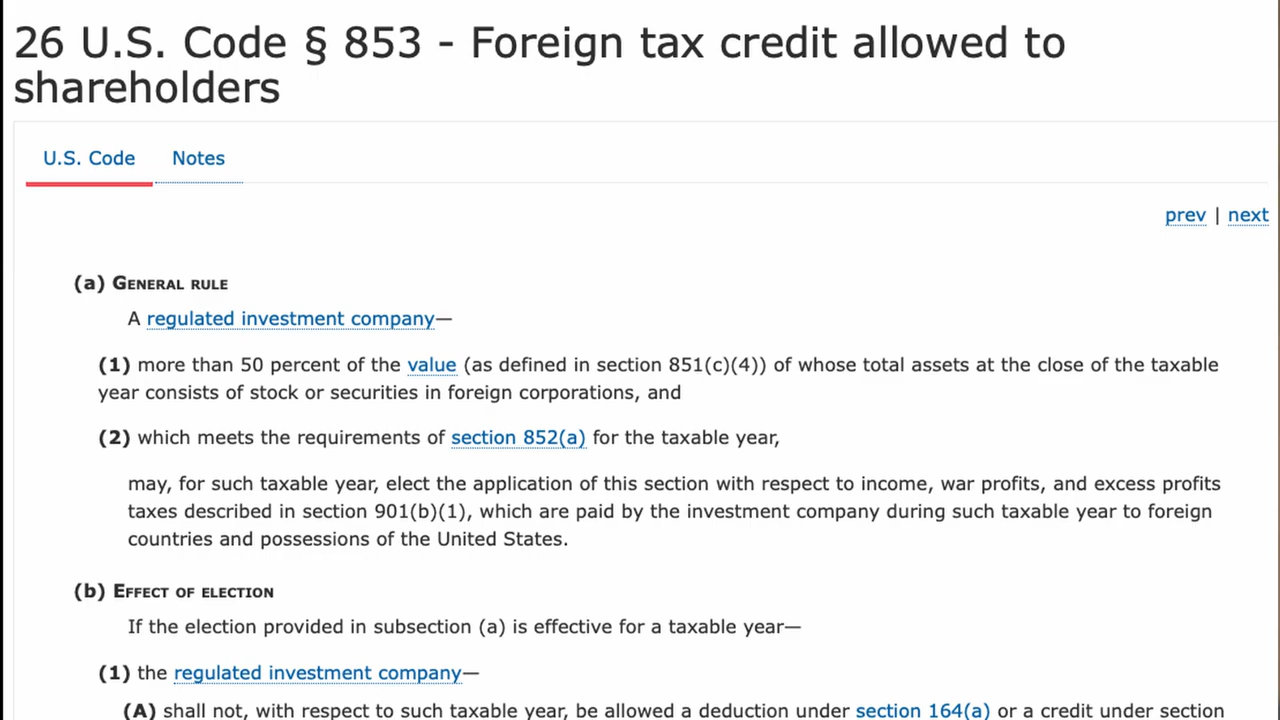 26 U.S. Code § 853 - Foreign tax credit allowed to
shareholders
U.S. Code Notes
prev | next
(a) General rule
A regulated investment company—
(1) more than 50 percent of the value (as defined in section 851(c)(4)) of whose total assets at the close of the taxable
year consists of stock or securities in foreign corporations, and
(2) which meets the requirements of section 852(a) for the taxable year,
may, for such taxable year, elect the application of this section with respect to income, war profits, and excess profits
taxes described in section 901(b)(1), which are paid by the investment company during such taxable year to foreign
countries and possessions of the United States.
(b) Effect of election
If the election provided in subsection (a) is effective for a taxable year—
(1) the regulated investment company—
(A) shall not, with respect to such taxable year, be allowed a deduction under section 164(a) or a credit under section